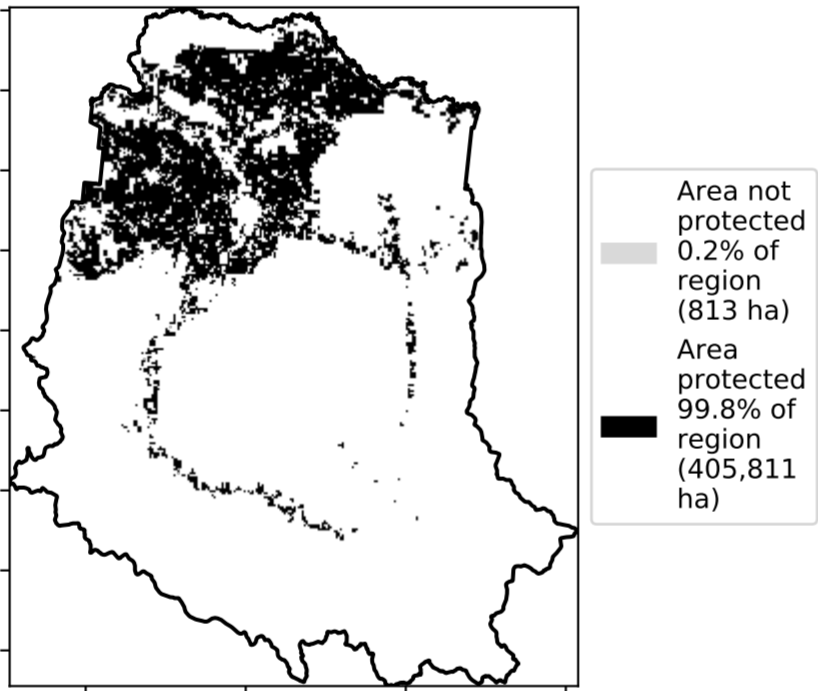 Area not
protected
0.2% of
region
(813 ha)
Area
protected
99.8% of
region
(405,811
ha)